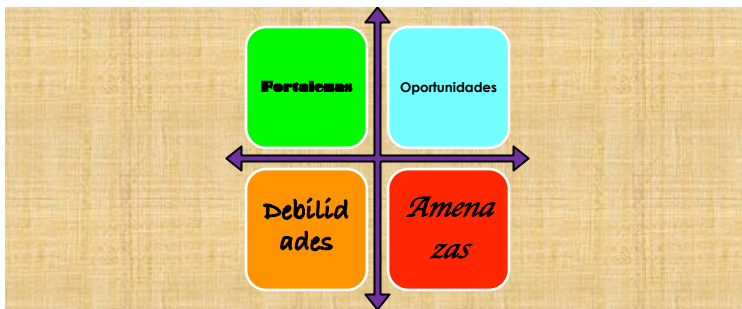 Fortalezas
Oportunidades
Debilid
ades
Amena
zas